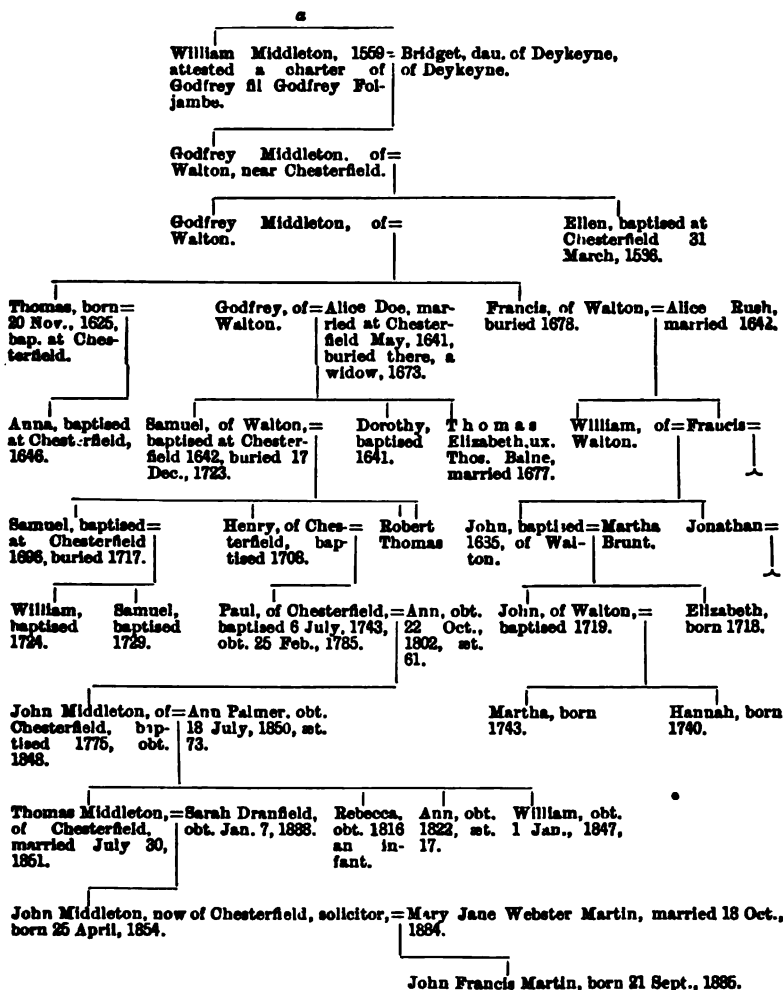 a
William Middleton, 1559 = Bridget, dau. of Deykeyne,
attested a charter of of Deykeyne.
Godfrey fil Godfrey Fol-
jambe.
Godfrey Middleton. of=
Walton, near Chesterfield.
Godfrey Middleton, of=
Walton.
Ellen, baptised at
Chesterfield 31
March, 1536.
Thomas, born=
20 Nov., 1625,
bap. at Ches-
terfield.
Godfrey, of=Alice Doe, mar-
Walton. ried at Chester-
field May, 1641,
buried there, a
widow, 1673.
Francis, of Walton,=Alice Rush,
buried 1678. married 1642.
Anna, baptised
at Chesterfield,
1646.
Samuel, of Walton,=
baptised at Chester-
field 1642, buried 17
Dec., 1723.
Dorothy,
baptised
1641.
Thomas
Elizabeth, ux.
Thos. Balne,
married 1677.
William, of=
Walton.
Francis=
Samuel, baptised=
at Chesterfield
1696, buried 1717.
Henry, of Ches-=
terfield, bap-
tised 1706.
Robert
Thomas
John, baptised=Martha
1635, of Wal- Brunt.
ton.
Jonathan=
William,
baptised
1724.
Samuel,
baptised
1729.
Paul, of Chesterfield,=Ann, obt.
baptised 6 July, 1743, 22 Oct.,
obt. 25 Feb., 1785. 1802, æt.
61.
John, of Walton,=
baptised 1719.
Elizabeth,
born 1718.
John Middleton, of=Ann Palmer. obt.
Chesterfield, bap- 18 July, 1850, æt.
tised 1775, obt. 73.
1848.
Martha, born
1743.
Hannah, born
1740.
Thomas Middleton,=Sarah Dranfield,
of Chesterfield, obt. Jan. 7, 1888.
married July 30,
1851.
Rebecca,
obt. 1816
an in-
fant.
Ann, obt.
1822, æt.
17.
William, obt.
1 Jan., 1847,
John Middleton, now of Chesterfield, solicitor,=Mary Jane Webster Martin, married 18 Oct.,
born 25 April, 1854. 1884.
John Francis Martin, born 21 Sept., 1885.